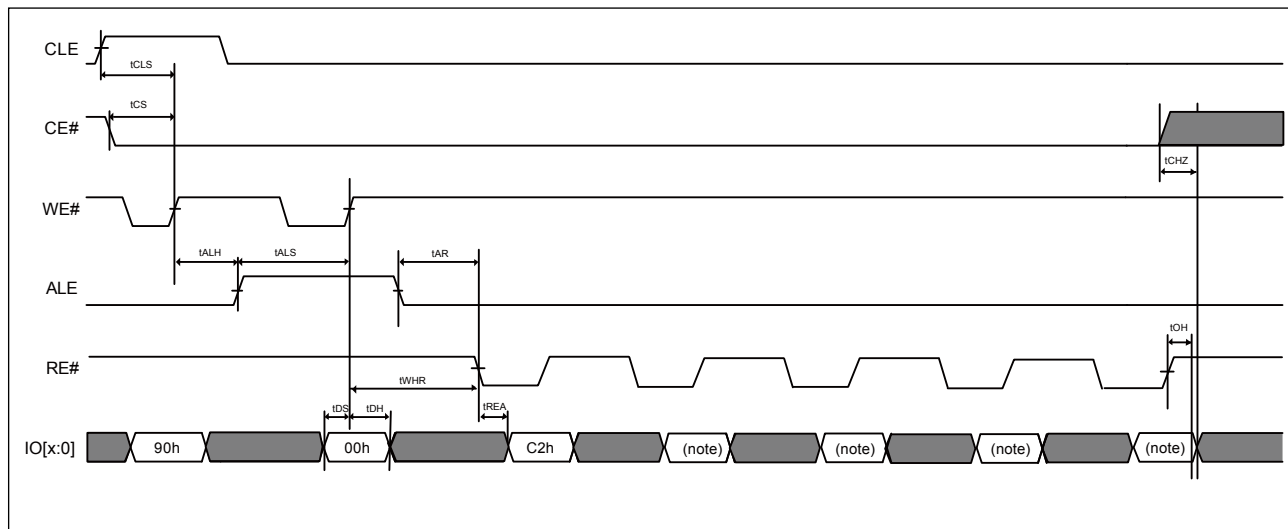 CLE
tCLS
tCS
CE#
tCHZ
WE#
tALH
tALS
tAR
ALE
tOH
RE#
tWHR
tDS
tDH
tREA
IO[x:0]
90h
00h
C2h
(note)
(note)
(note)
(note)